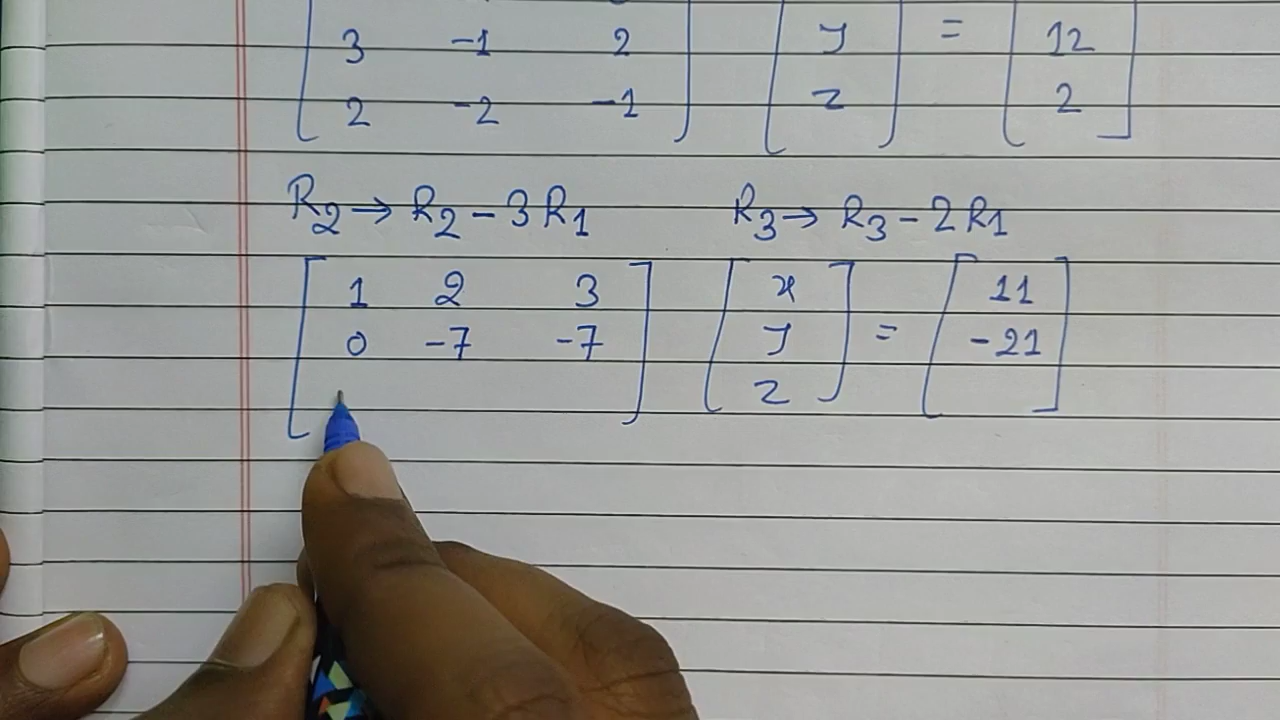 3 -1 2 y = 12
2 -2 -1 z 2
R2 → R2 - 3R1 R3 → R3 - 2R1
1 2 3 x 11
0 -7 -7 y = -21
z